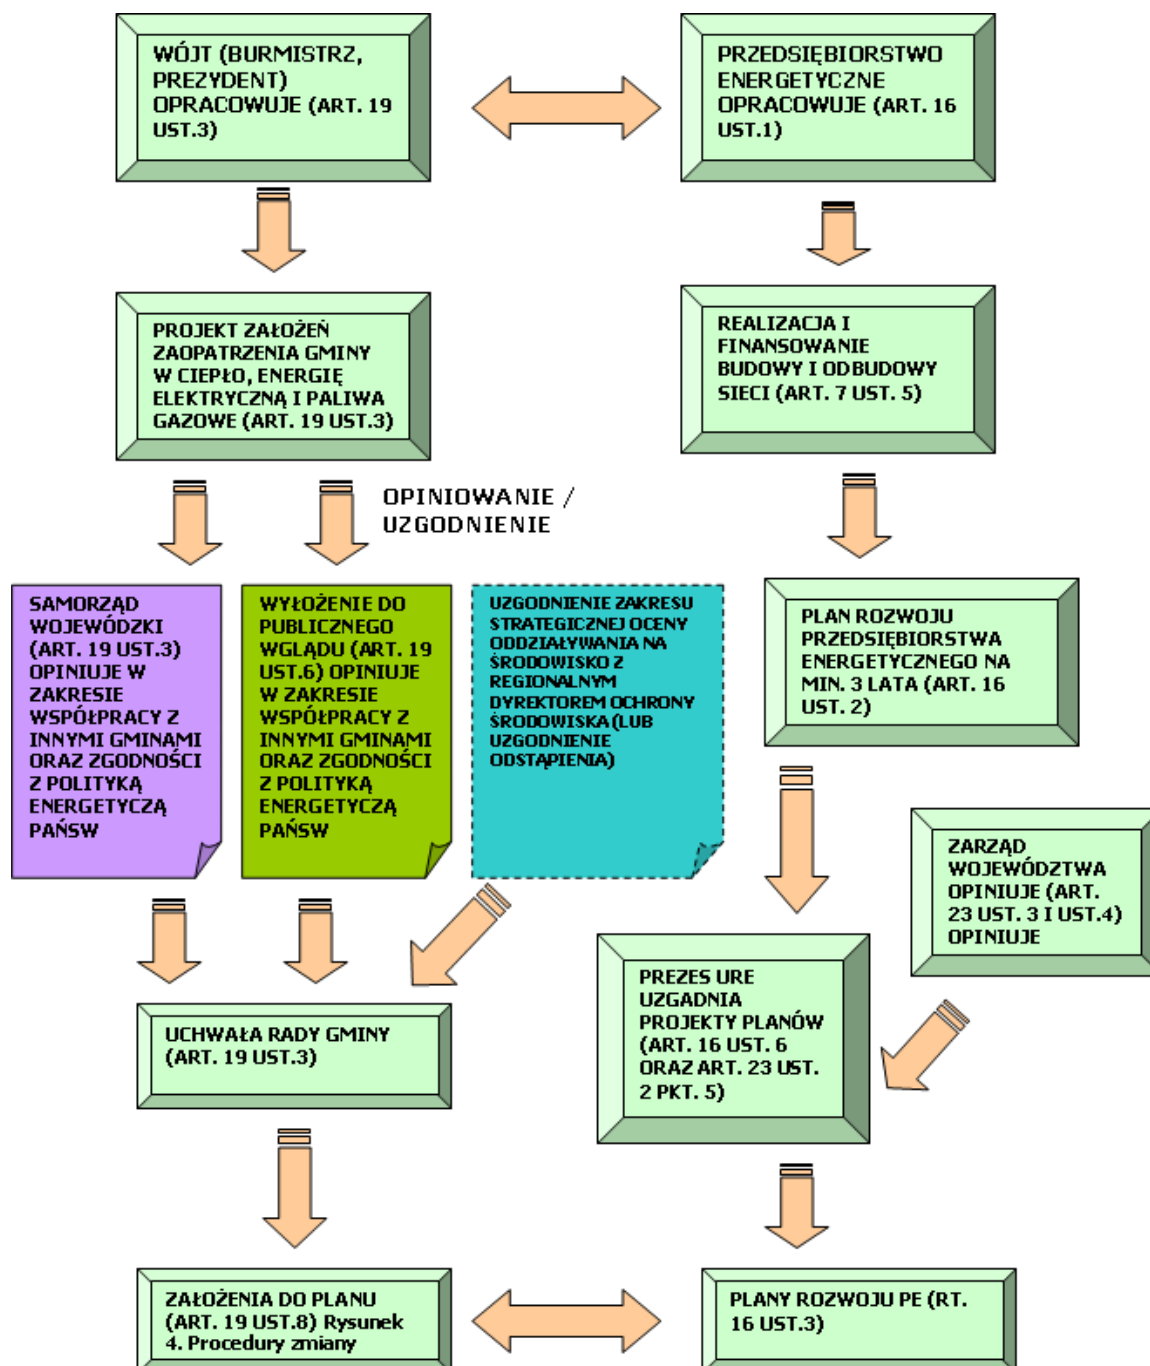 WÓJT (BURMISTRZ,
PREZYDENT)
OPRACOWUJE (ART. 19
UST.3)
PRZEDSIĘBIORSTWO
ENERGETYCZNE
OPRACOWUJE (ART. 16
UST.1)
PROJEKT ZAŁOŻEŃ
ZAOPATRZENIA GMINY
W CIEPŁO, ENERGIĘ
ELEKTRYCZNĄ I PALIWA
GAZOWE (ART. 19 UST.3)
REALIZACJA I
FINANSOWANIE
BUDOWY I ODBUDOWY
SIECI (ART. 7 UST. 5)
OPINIOWANIE /
UZGODNIENIE
SAMORZĄD
WOJEWÓDZKI
(ART. 19 UST.3)
OPINIUJE W
ZAKRESIE
WSPÓŁPRACY Z
INNYMI GMINAMI
ORAZ ZGODNOŚCI
Z POLITYKĄ
ENERGETYCZĄ
PAŃSW
WYŁOŻENIE DO
PUBLICZNEGO
WGLĄDU (ART. 19
UST.6) OPINIUJE
W ZAKRESIE
WSPÓŁPRACY Z
INNYMI GMINAMI
ORAZ ZGODNOŚCI
Z POLITYKĄ
ENERGETYCZĄ
PAŃSW
UZGODNIENIE ZAKRESU
STRATEGICZNEJ OCENY
ODDZIAŁYWANIA NA
ŚRODOWISKO Z
REGIONALNYM
DYREKTOREM OCHRONY
ŚRODOWISKA (LUB
UZGODNIENIE
ODSTĄPIENIA)
PLAN ROZWOJU
PRZEDSIĘBIORSTWA
ENERGETYCZNEGO NA
MIN. 3 LATA (ART. 16
UST. 2)
ZARZĄD
WOJEWÓDZTWA
OPINIUJE (ART.
23 UST. 3 I UST.4)
OPINIUJE
PREZES URE
UZGADNIA
PROJEKTY PLANÓW
(ART. 16 UST. 6
ORAZ ART. 23 UST.
2 PKT. 5)
UCHWAŁA RADY GMINY
(ART. 19 UST.3)
ZAŁOŻENIA DO PLANU
(ART. 19 UST.8) Rysunek
4. Procedury zmiany
PLANY ROZWOJU PE (RT.
16 UST.3)